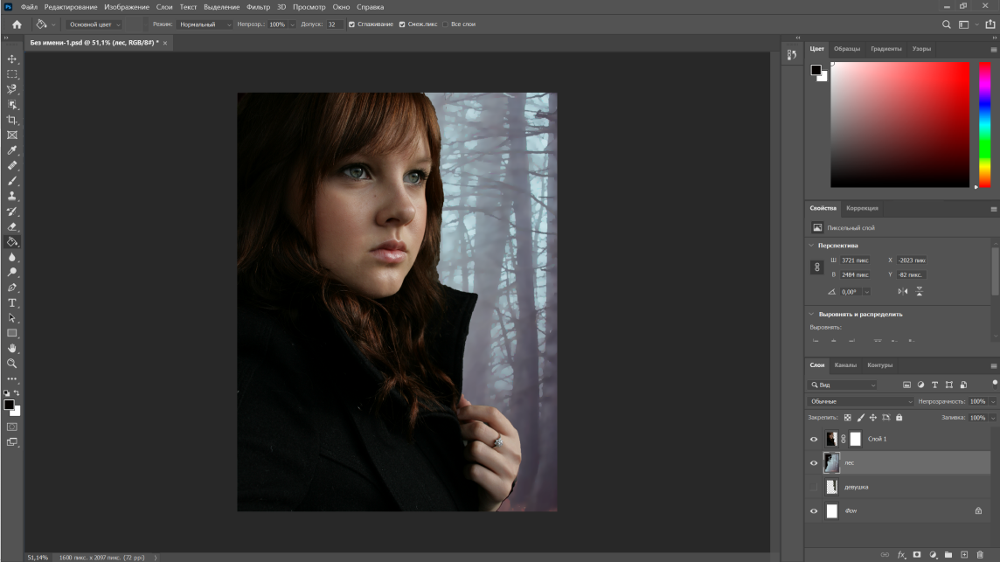 Ps Файл Редактирование Изображение Слои Текст Выделение Фильтр 3D Просмотр Окно Справка
Основной цвет Режим: Нормальный Непрозр.: 100% Допуск: 32 Сглаживание Смеж.пикс Все слои
Без имени-1.psd @ 51,1% (лес, RGB/8#) *
Цвет Образцы Градиенты Узоры
Свойства Коррекция
Пиксельный слой
Перспектива
Ш 3721 пикс X -2023 пик
В 2484 пикс Y -82 пикс.
0,00°
Выровнять и распределить
Выровнять:
Слои Каналы Контуры
Вид
Обычные Непрозрачность: 100%
Закрепить: Заливка: 100%
Слой 1
лес
девушка
Фон
fx
51,14% 1600 пикс. x 2097 пикс. (72 ppi)